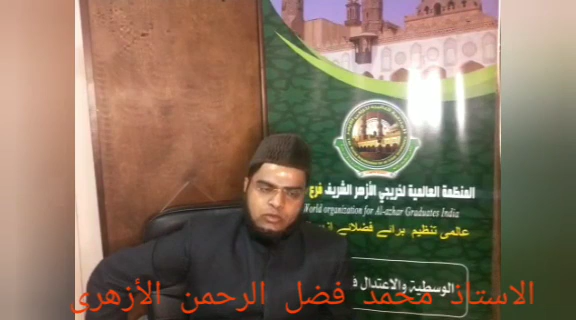 المنظمة العالمية لخريجي الأزهر الشريف فرع
World organization for Al-azhar Graduates India
عالمی تنظیم برائے فضلائے
الوسطية والاعتدال
الاستاذ محمد فضل الرحمن الأزهرى